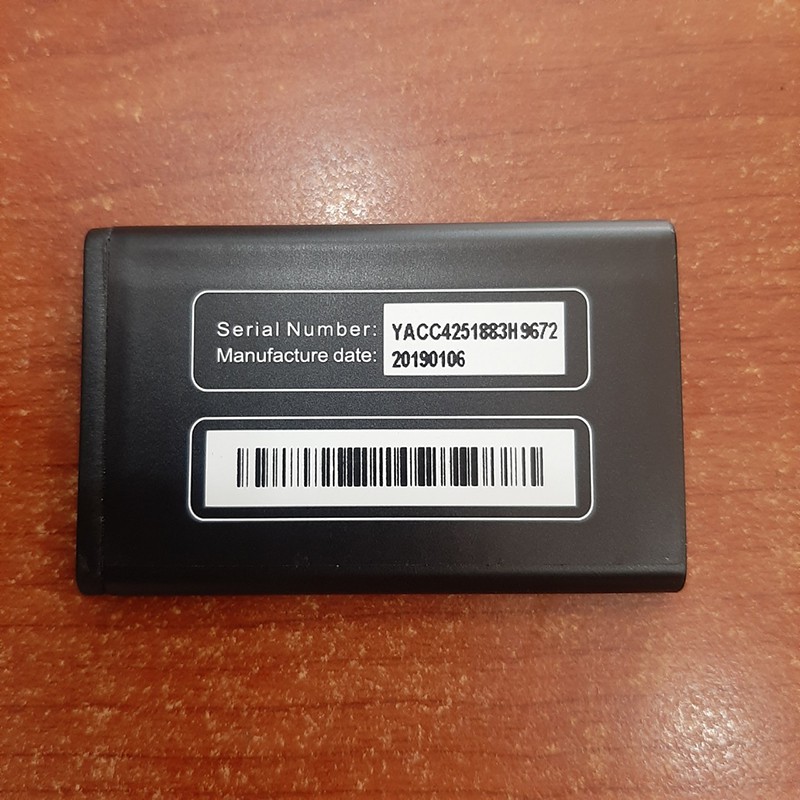 Serial Number: YACC4251883H9672
Manufacture date: 20190106